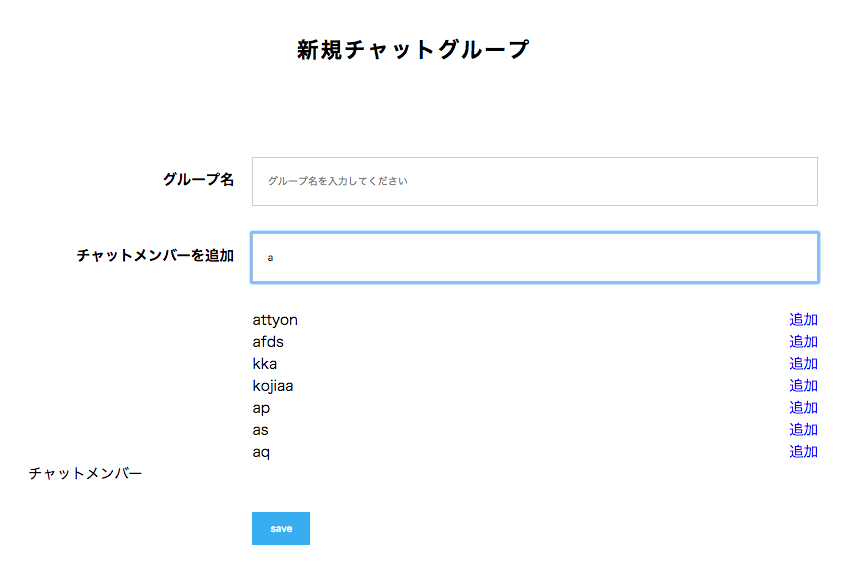 新規チャットグループ
グループ名
グループ名を入力してください
チャットメンバーを追加
a
attyon 追加
afds 追加
kka 追加
kojiaa 追加
ap 追加
as 追加
aq 追加
チャットメンバー
save